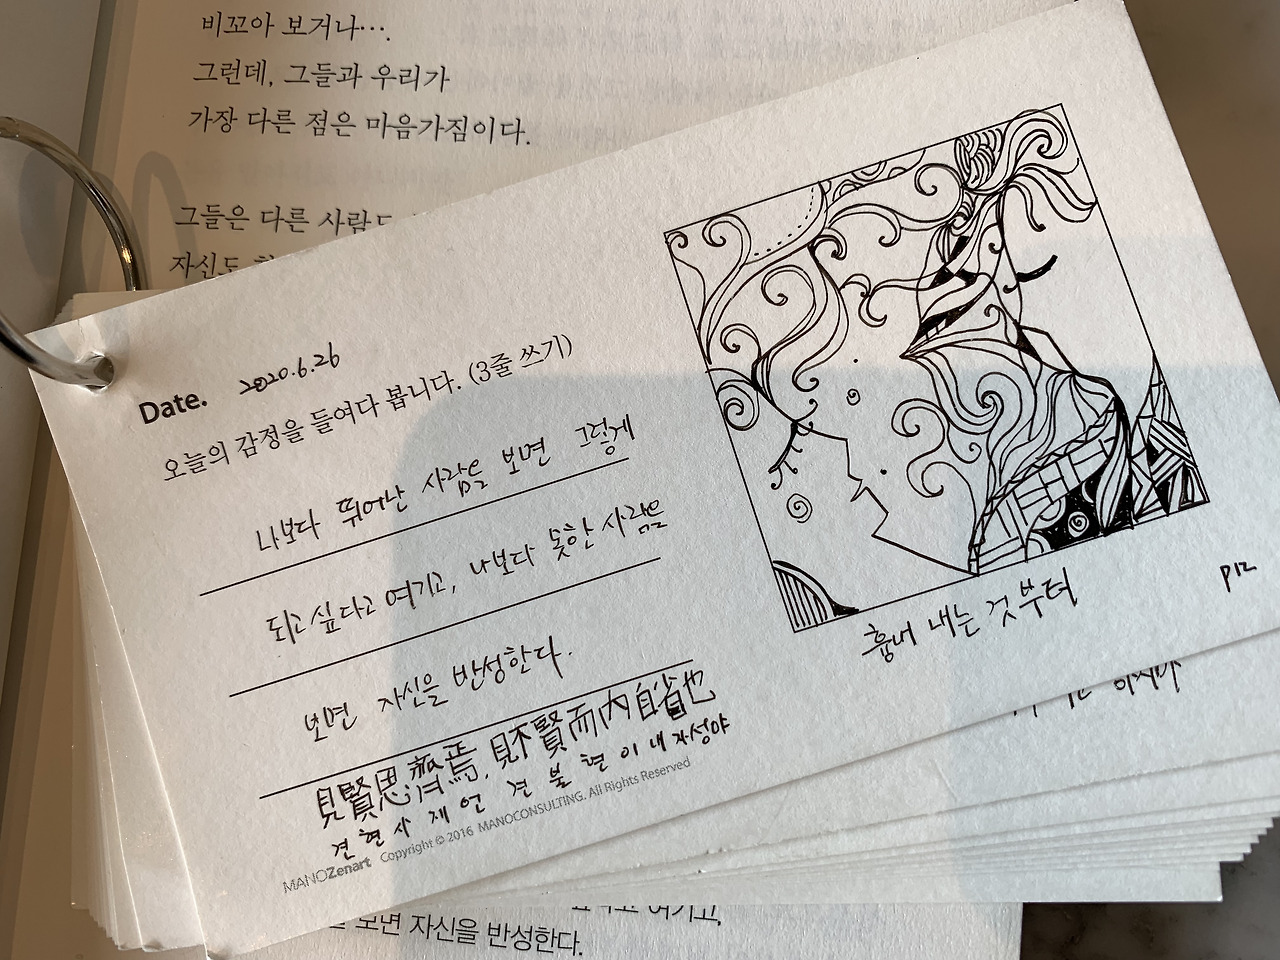 비꼬아 보거나….
그런데, 그들과 우리가
가장 다른 점은 마음가짐이다.
그들은 다른 사람도
자신도
Date. 2020.6.26
오늘의 감정을 들여다 봅니다. (3줄 쓰기)
나보다 뛰어난 사람을 보면 그렇게
되고 싶다고 여기고, 나보다 못한 사람을
보면 자신을 반성한다.
見賢思齊焉, 見不賢而內自省也
견 현 사 제 언 견 불 현 이 내 자성야
MANOZenart Copyright © 2016 MANOCONSULTING. All Rights Reserved
흉내 내는 것부터
P12
하지마
여기고,
보면 자신을 반성한다.